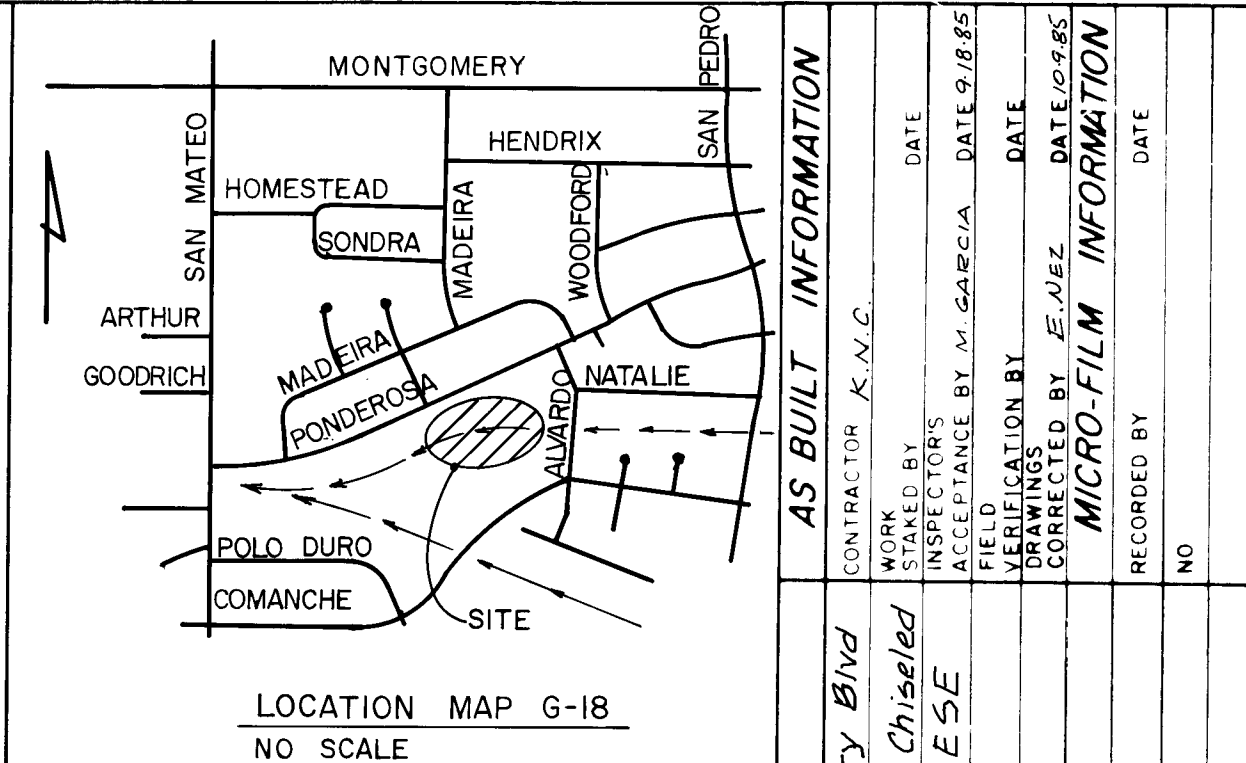 MONTGOMERY
SAN PEDRO
HENDRIX
SAN MATEO
HOMESTEAD
SONDRA
MADEIRA
WOODFORD
ARTHUR
GOODRICH
MADEIRA
PONDEROSA
ALVARDO
NATALIE
POLO DURO
COMANCHE
SITE
LOCATION MAP G-18
NO SCALE
AS BUILT INFORMATION
CONTRACTOR K.N.C.
WORK
STAKED BY DATE
INSPECTOR'S
ACCEPTANCE BY M. GARCIA DATE 9.18.85
FIELD
VERIFICATION BY DATE
DRAWINGS
CORRECTED BY E. NEZ DATE 10.9.85
MICRO-FILM INFORMATION
RECORDED BY DATE
NO
ry Blvd
Chiseled
ESE